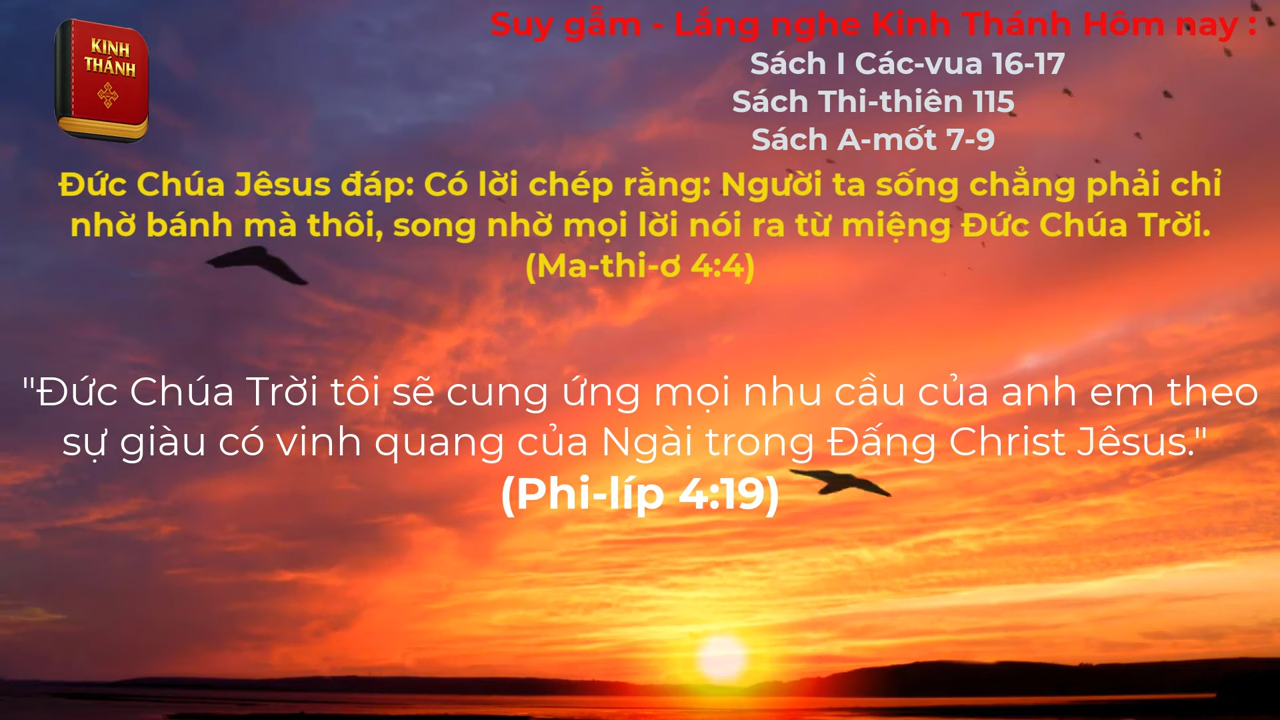 KINH
THÁNH
Suy gẫm - Lắng nghe Kinh Thánh Hôm nay :
Sách I Các-vua 16-17
Sách Thi-thiên 115
Sách A-mốt 7-9
Đức Chúa Jêsus đáp: Có lời chép rằng: Người ta sống chẳng phải chỉ
nhờ bánh mà thôi, song nhờ mọi lời nói ra từ miệng Đức Chúa Trời.
(Ma-thi-ơ 4:4)
"Đức Chúa Trời tôi sẽ cung ứng mọi nhu cầu của anh em theo
sự giàu có vinh quang của Ngài trong Đấng Christ Jêsus."
(Phi-líp 4:19)